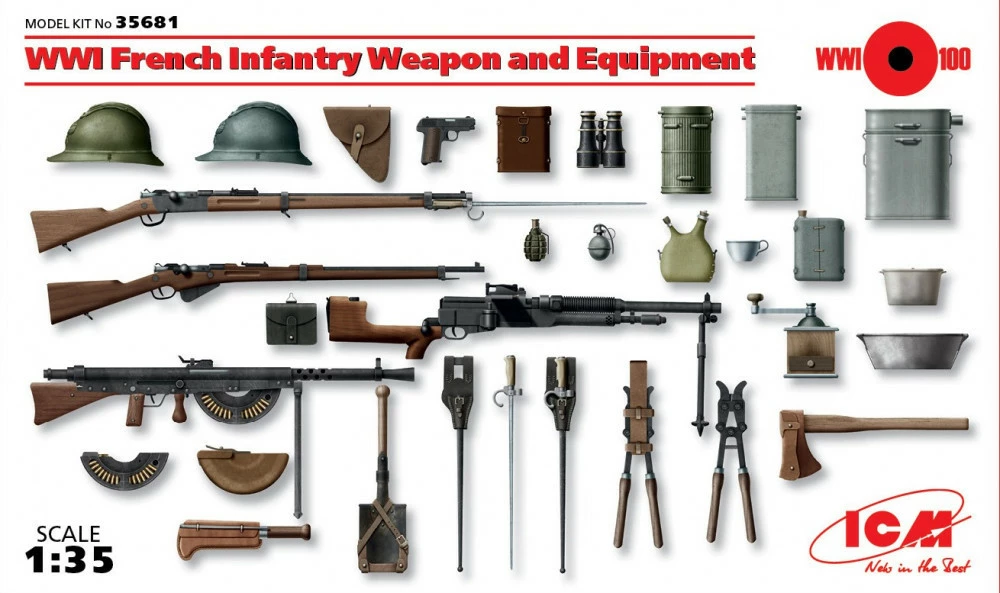 MODEL KIT No 35681
WWI French Infantry Weapon and Equipment
WWI 100
SCALE
1:35
ICM
New in the Best